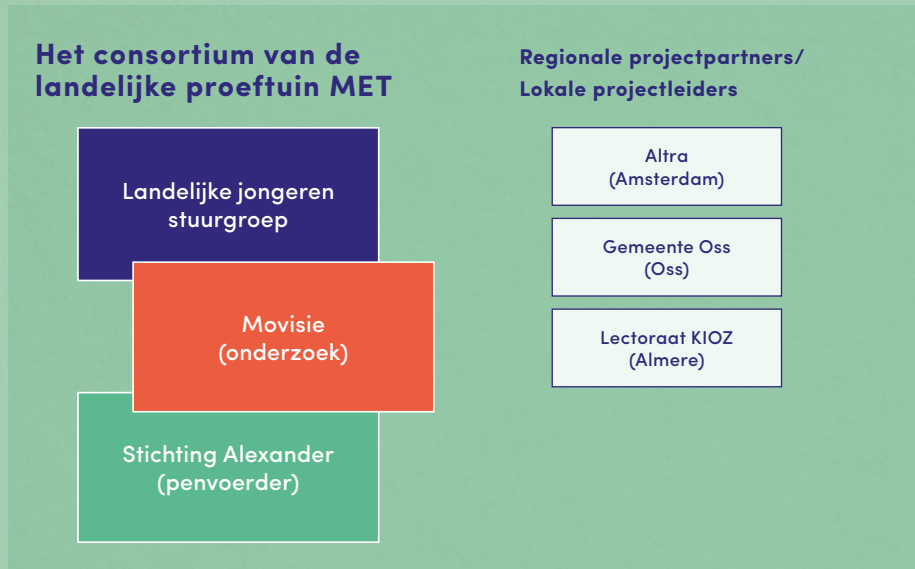 Het consortium van de
landelijke proeftuin MET
Landelijke jongeren
stuurgroep
Movisie
(onderzoek)
Stichting Alexander
(penvoerder)
Regionale projectpartners/
Lokale projectleiders
Altra
(Amsterdam)
Gemeente Oss
(Oss)
Lectoraat KIOZ
(Almere)